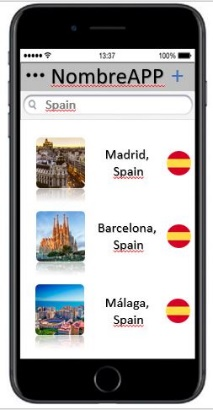 13:37 100%
••• NombreAPP +
Spain
Madrid,
Spain
Barcelona,
Spain
Málaga,
Spain